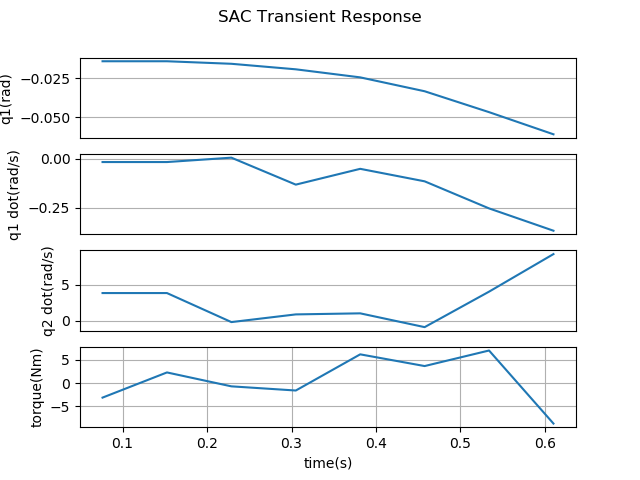 SAC Transient Response
q1(rad)
−0.025
−0.050
q1 dot(rad/s)
0.00
−0.25
q2 dot(rad/s)
5
0
torque(Nm)
5
0
−5
0.1 0.2 0.3 0.4 0.5 0.6
time(s)